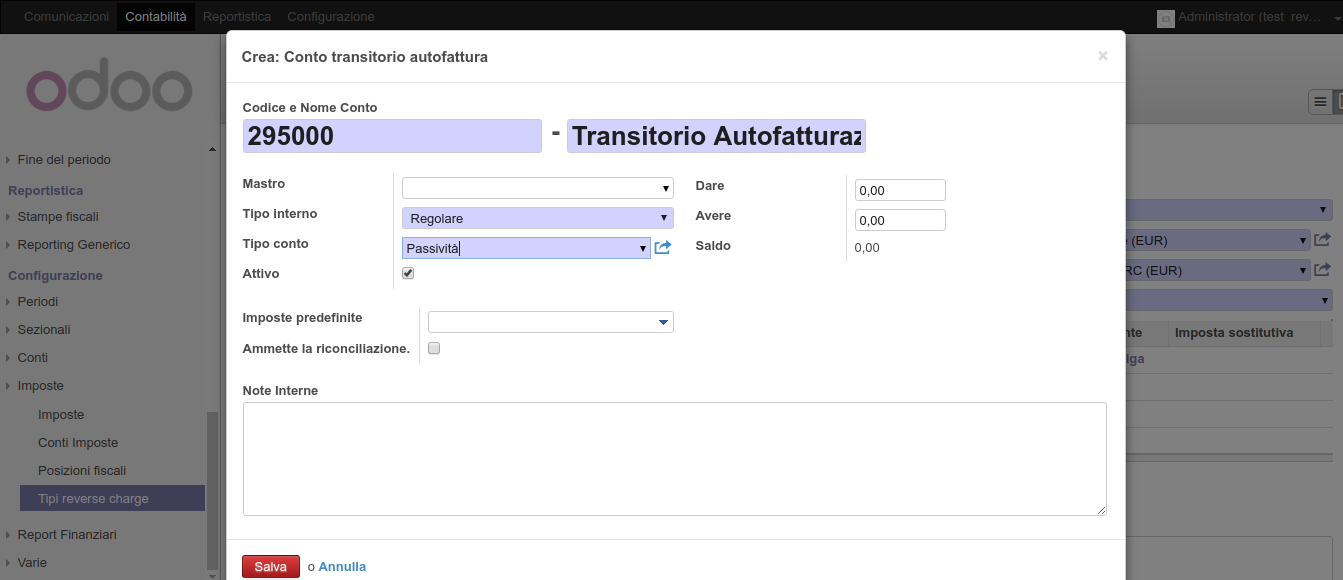 Comunicazioni Contabilità Reportistica Configurazione Administrator (test_rev...
odoo
Fine del periodo
Reportistica
Stampe fiscali
Reporting Generico
Configurazione
Periodi
Sezionali
Conti
Imposte
Imposte
Conti Imposte
Posizioni fiscali
Tipi reverse charge
Report Finanziari
Varie
Crea: Conto transitorio autofattura ×
Codice e Nome Conto
295000 - Transitorio Autofatturaz
Mastro
Tipo interno Regolare
Tipo conto Passività
Attivo
Dare 0,00
Avere 0,00
Saldo 0,00
Imposte predefinite
Ammette la riconciliazione.
Note Interne
Salva o Annulla
(EUR)
RC (EUR)
nte Imposta sostitutiva
iga